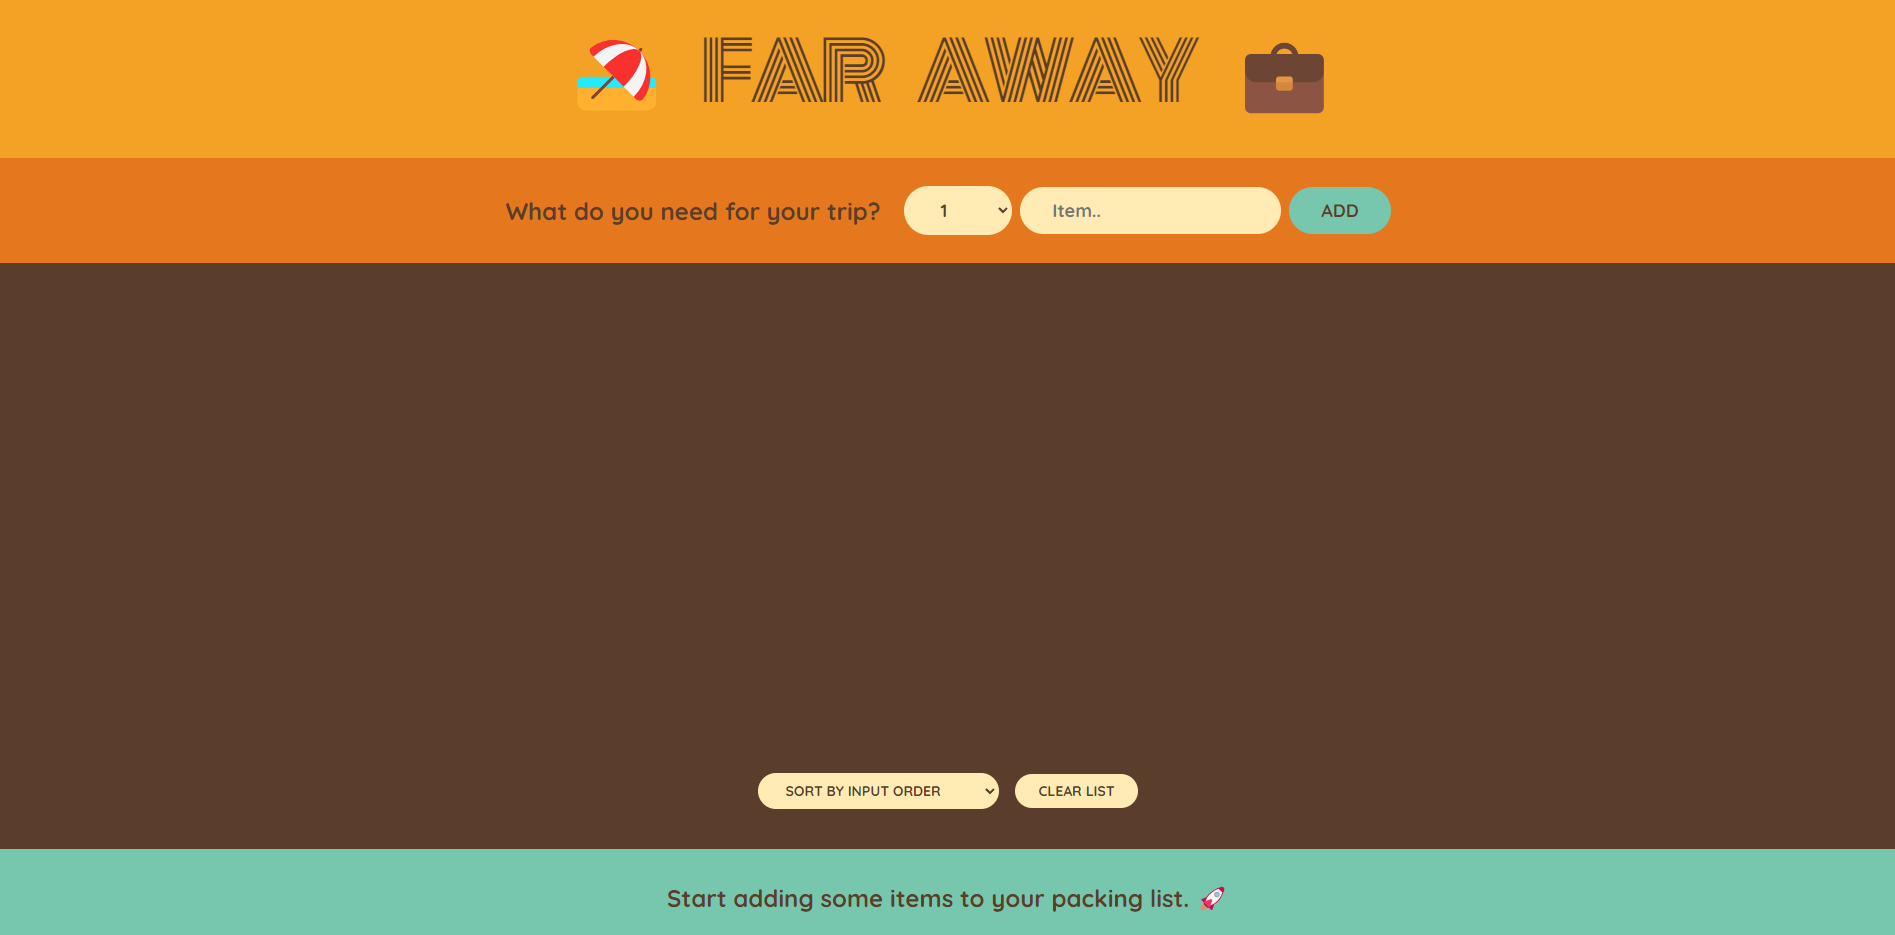 FAR AWAY
What do you need for your trip? 1 Item.. ADD
SORT BY INPUT ORDER CLEAR LIST
Start adding some items to your packing list. 🚀